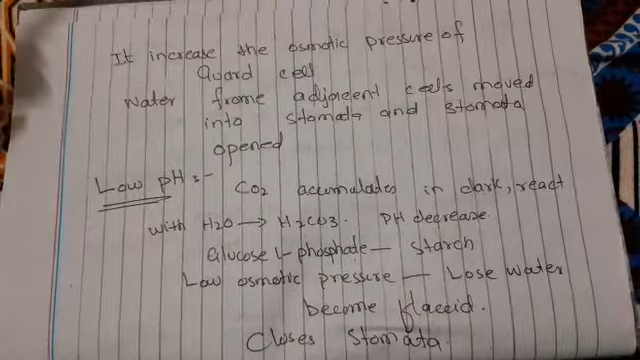 It increase the osmotic pressure of
Guard cell
Water frome adjacent cells moved
into stomata and stomata
opened
Low pH :-
CO2 accumulates in dark, react
with H2O → H2CO3. PH decrease.
Glucose 1-phosphate — Starch
Low osmotic pressure — Lose water
become flaccid.
Closes Stomata.